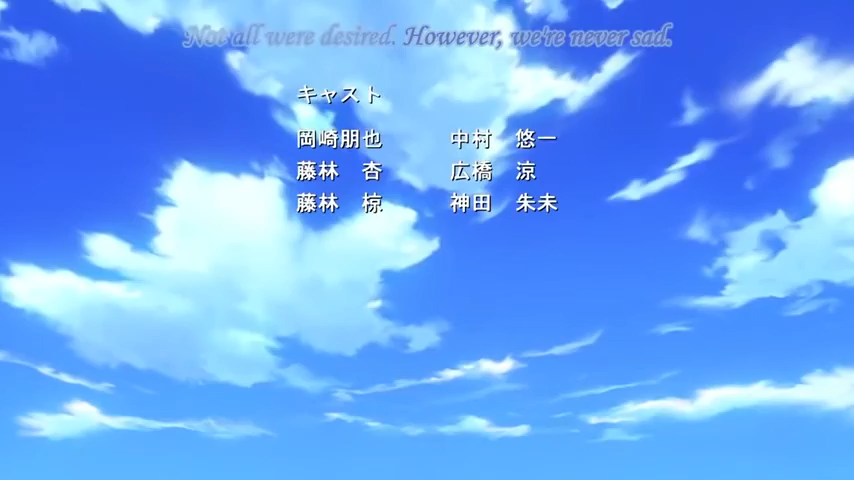 Not all were desired. However, we're never sad.
キャスト
岡崎朋也 中村 悠一
藤林 杏 広橋 涼
藤林 椋 神田 朱未